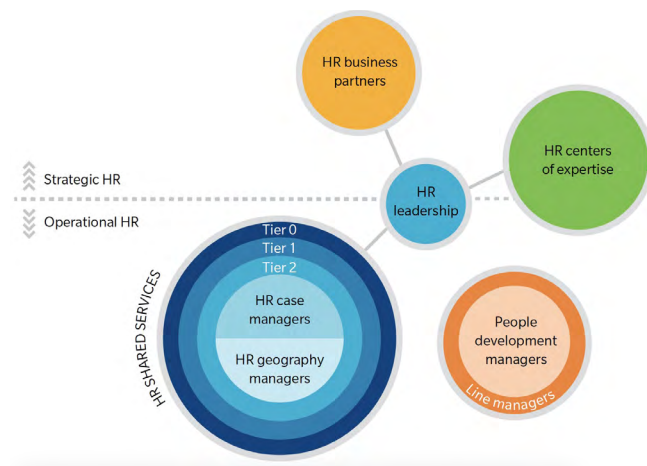 HR business
partners
HR centers
of expertise
Strategic HR
HR
leadership
Operational HR
Tier 0
Tier 1
Tier 2
HR case
managers
HR geography
managers
HR SHARED SERVICES
People
development
managers
Line managers